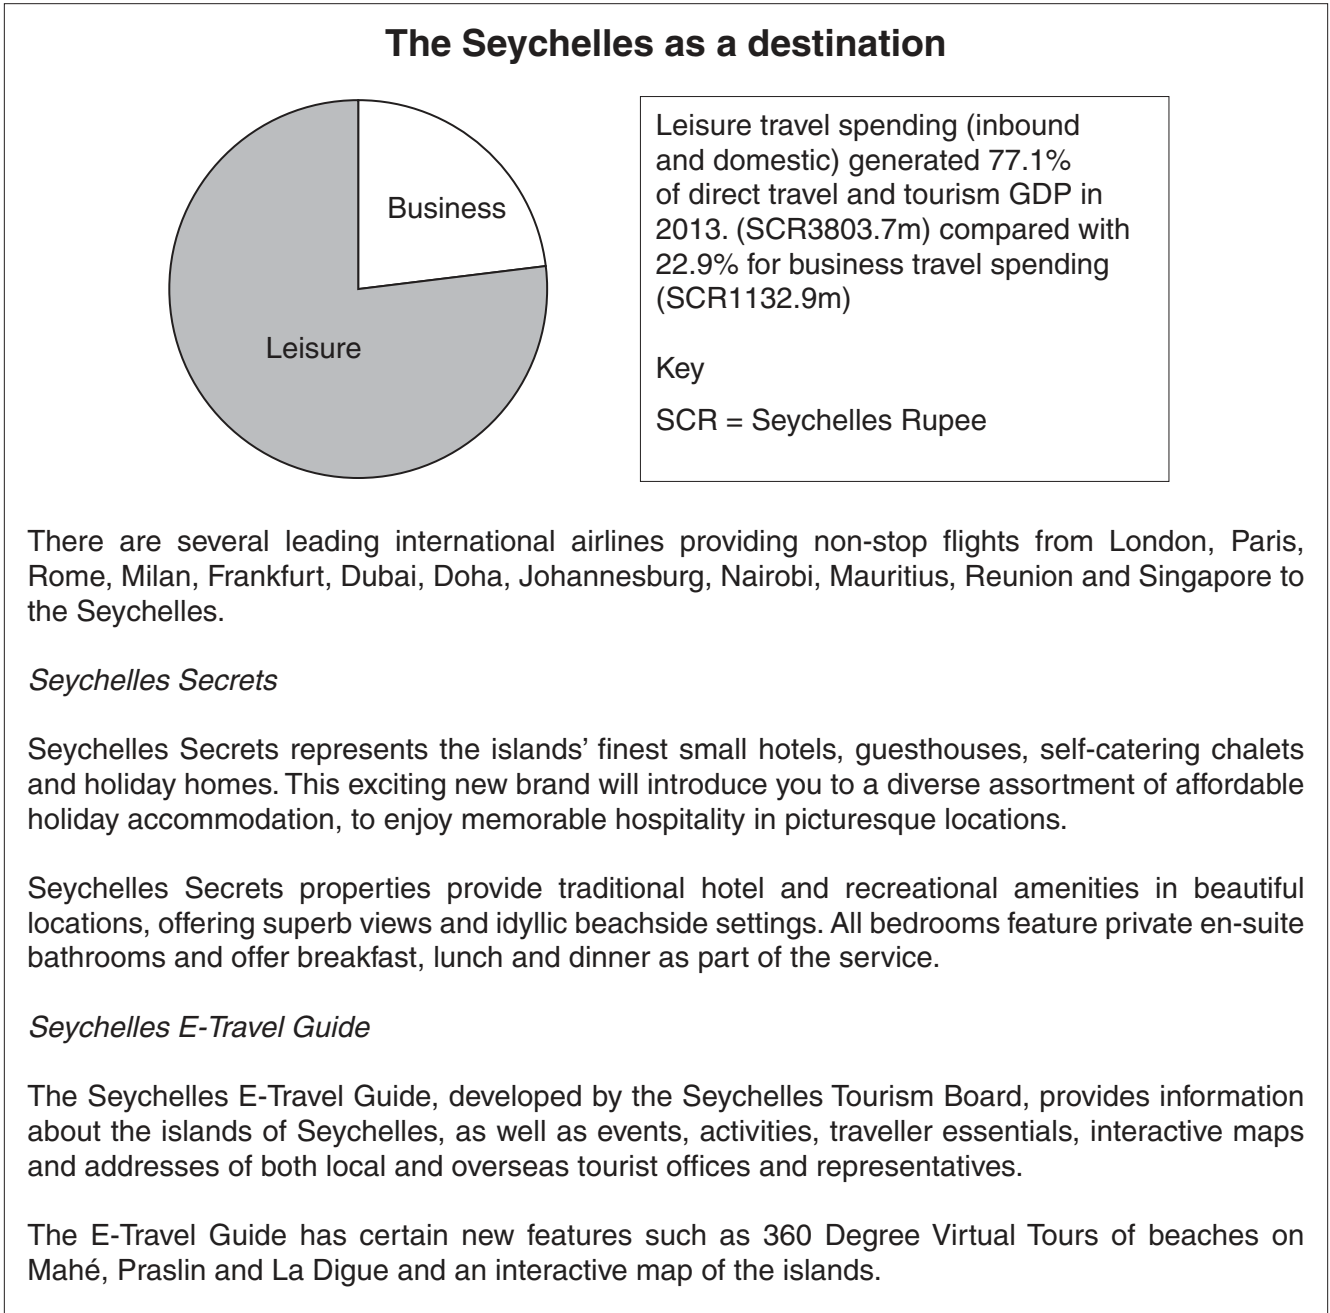 The Seychelles as a destination
Business
Leisure
Leisure travel spending (inbound
and domestic) generated 77.1%
of direct travel and tourism GDP in
2013. (SCR3803.7m) compared with
22.9% for business travel spending
(SCR1132.9m)
Key
SCR = Seychelles Rupee
There are several leading international airlines providing non-stop flights from London, Paris,
Rome, Milan, Frankfurt, Dubai, Doha, Johannesburg, Nairobi, Mauritius, Reunion and Singapore to
the Seychelles.
Seychelles Secrets
Seychelles Secrets represents the islands’ finest small hotels, guesthouses, self-catering chalets
and holiday homes. This exciting new brand will introduce you to a diverse assortment of affordable
holiday accommodation, to enjoy memorable hospitality in picturesque locations.
Seychelles Secrets properties provide traditional hotel and recreational amenities in beautiful
locations, offering superb views and idyllic beachside settings. All bedrooms feature private en-suite
bathrooms and offer breakfast, lunch and dinner as part of the service.
Seychelles E-Travel Guide
The Seychelles E-Travel Guide, developed by the Seychelles Tourism Board, provides information
about the islands of Seychelles, as well as events, activities, traveller essentials, interactive maps
and addresses of both local and overseas tourist offices and representatives.
The E-Travel Guide has certain new features such as 360 Degree Virtual Tours of beaches on
Mahé, Praslin and La Digue and an interactive map of the islands.